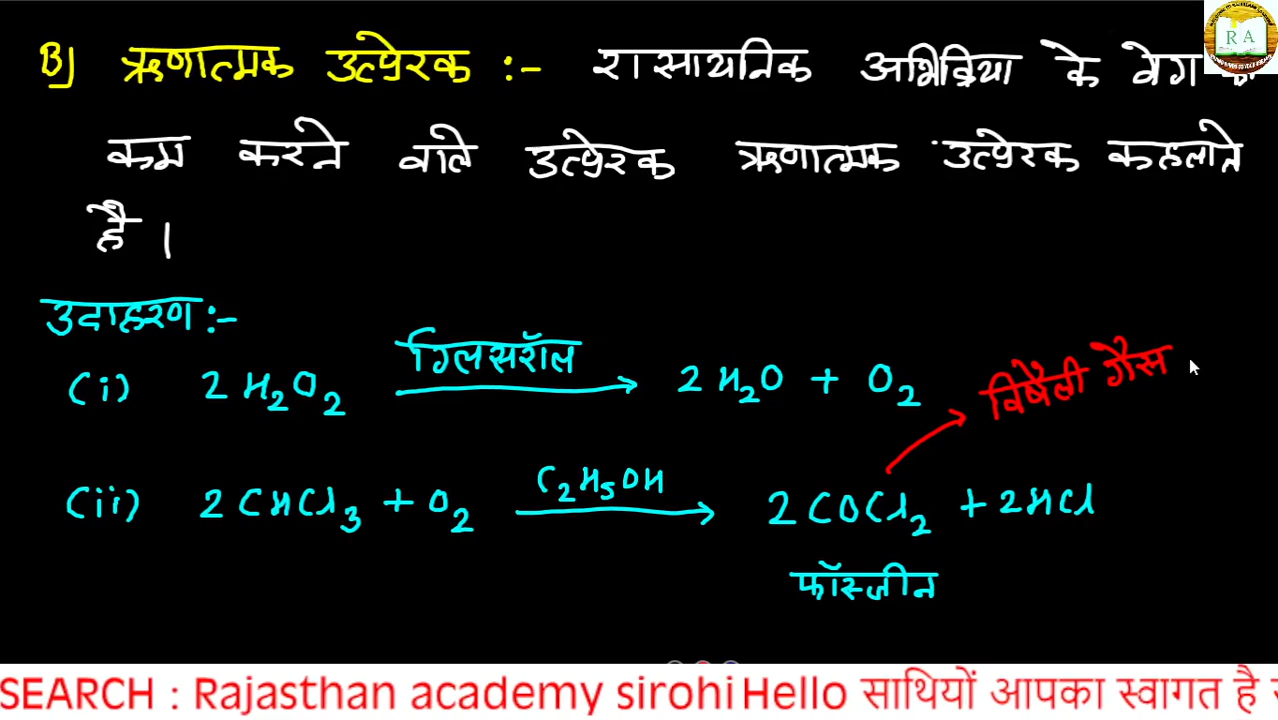 B) ऋणात्मक उत्प्रेरक :- रासायनिक अभिक्रिया के वेग
कम करने वाले उत्प्रेरक ऋणात्मक उत्प्रेरक कहलाते
है ।
उदाहरण :-
(i) 2H₂O₂ ग्लिसरॉल → 2H₂O + O₂ विषैली गैस
(ii) 2CHCl₃ + O₂ C₂H₅OH → 2COCl₂ + 2HCl
फॉस्जीन
SEARCH : Rajasthan academy sirohi Hello साथियों आपका स्वागत है
RA